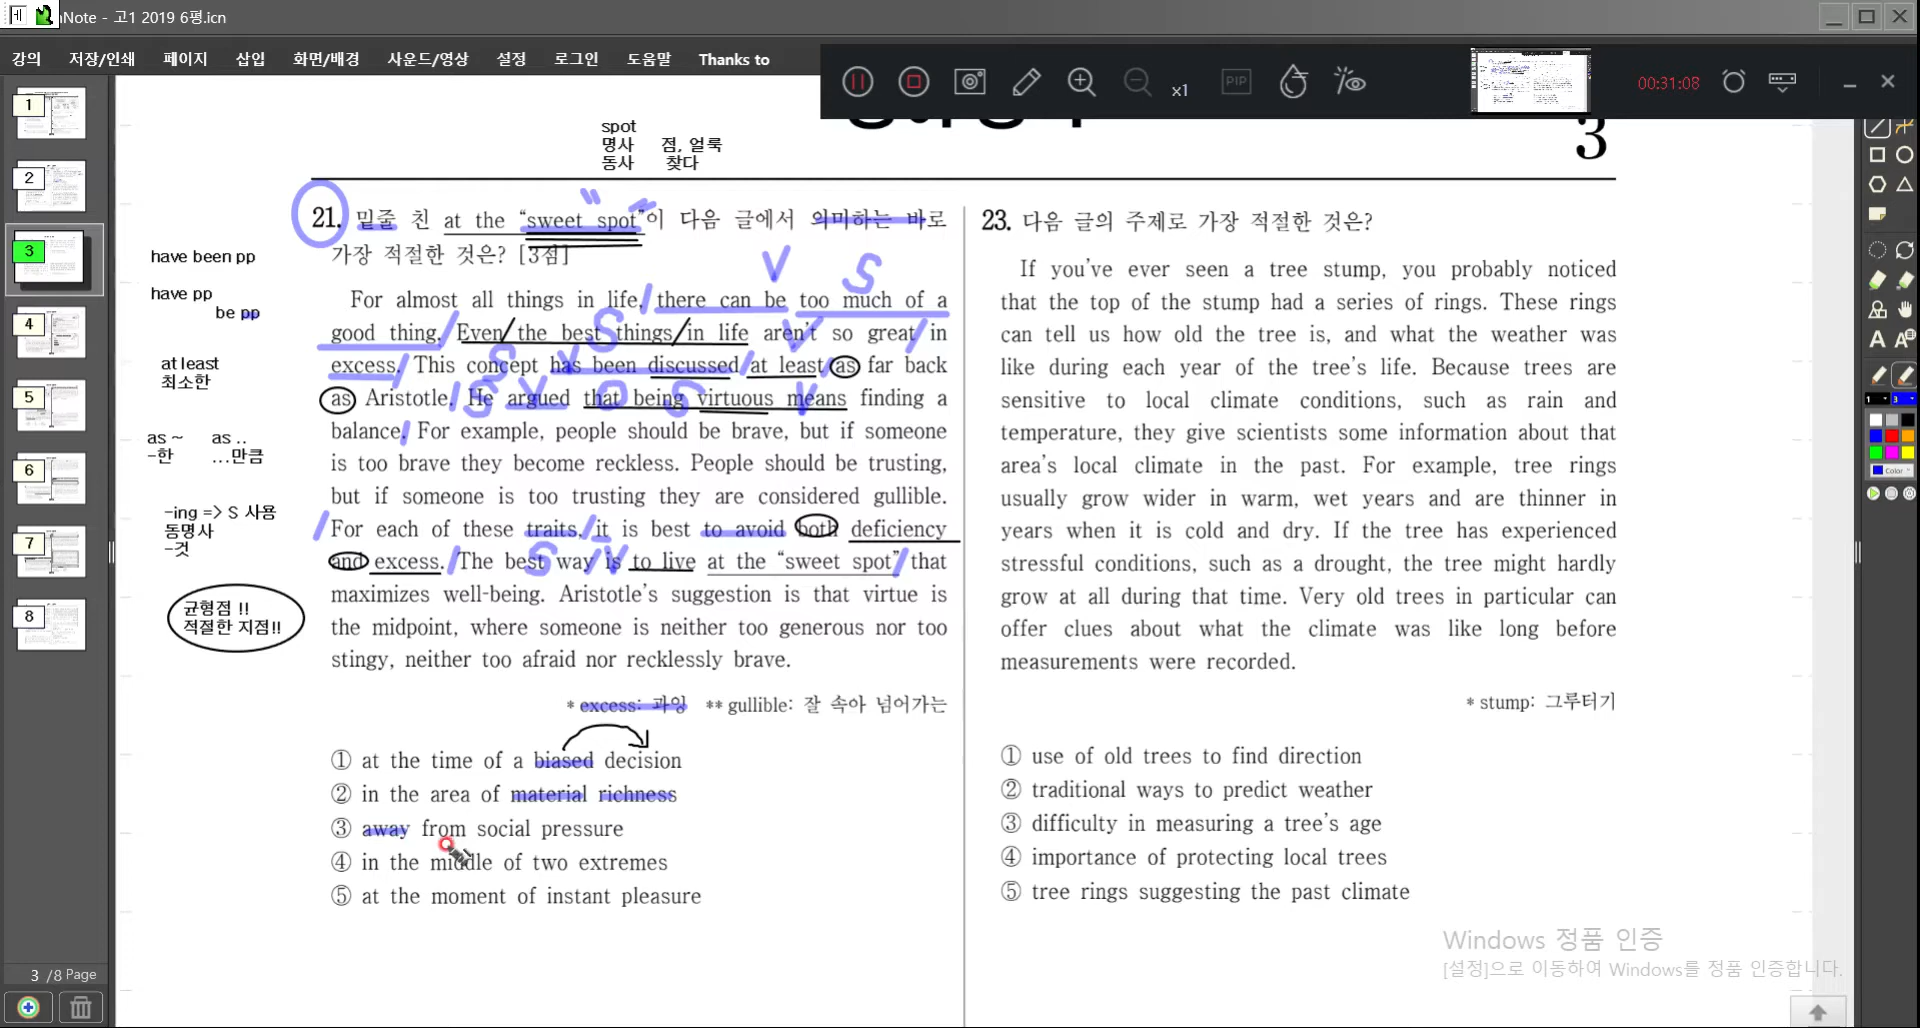 Note - 고1 2019 6평.icn
강의 저장/인쇄 페이지 삽입 화면/배경 사운드/영상 설정 로그인 도움말 Thanks to
x1
PIP
00:31:08
1
2
3
4
5
6
7
8
3 /8 Page
3
spot
명사 점, 얼룩
동사 찾다
have been pp
have pp
be pp
at least
최소한
as ~ as ..
-한 ...만큼
-ing => S 사용
동명사
-것
균형점 !!
적절한 지점!!
21. 밑줄 친 at the “sweet spot”이 다음 글에서 의미하는 바로
가장 적절한 것은? [3점]
For almost all things in life, there can be too much of a
good thing. Even the best things in life aren’t so great in
excess. This concept has been discussed at least as far back
as Aristotle. He argued that being virtuous means finding a
balance. For example, people should be brave, but if someone
is too brave they become reckless. People should be trusting,
but if someone is too trusting they are considered gullible.
For each of these traits, it is best to avoid both deficiency
and excess. The best way is to live at the “sweet spot” that
maximizes well-being. Aristotle’s suggestion is that virtue is
the midpoint, where someone is neither too generous nor too
stingy, neither too afraid nor recklessly brave.
* excess: 과잉 ** gullible: 잘 속아 넘어가는
① at the time of a biased decision
② in the area of material richness
③ away from social pressure
④ in the middle of two extremes
⑤ at the moment of instant pleasure
V S
S V
S V
S V O S V
S V
23. 다음 글의 주제로 가장 적절한 것은?
If you’ve ever seen a tree stump, you probably noticed
that the top of the stump had a series of rings. These rings
can tell us how old the tree is, and what the weather was
like during each year of the tree’s life. Because trees are
sensitive to local climate conditions, such as rain and
temperature, they give scientists some information about that
area’s local climate in the past. For example, tree rings
usually grow wider in warm, wet years and are thinner in
years when it is cold and dry. If the tree has experienced
stressful conditions, such as a drought, the tree might hardly
grow at all during that time. Very old trees in particular can
offer clues about what the climate was like long before
measurements were recorded.
* stump: 그루터기
① use of old trees to find direction
② traditional ways to predict weather
③ difficulty in measuring a tree’s age
④ importance of protecting local trees
⑤ tree rings suggesting the past climate
Windows 정품 인증
[설정]으로 이동하여 Windows를 정품 인증합니다.
A A
1 3
Color